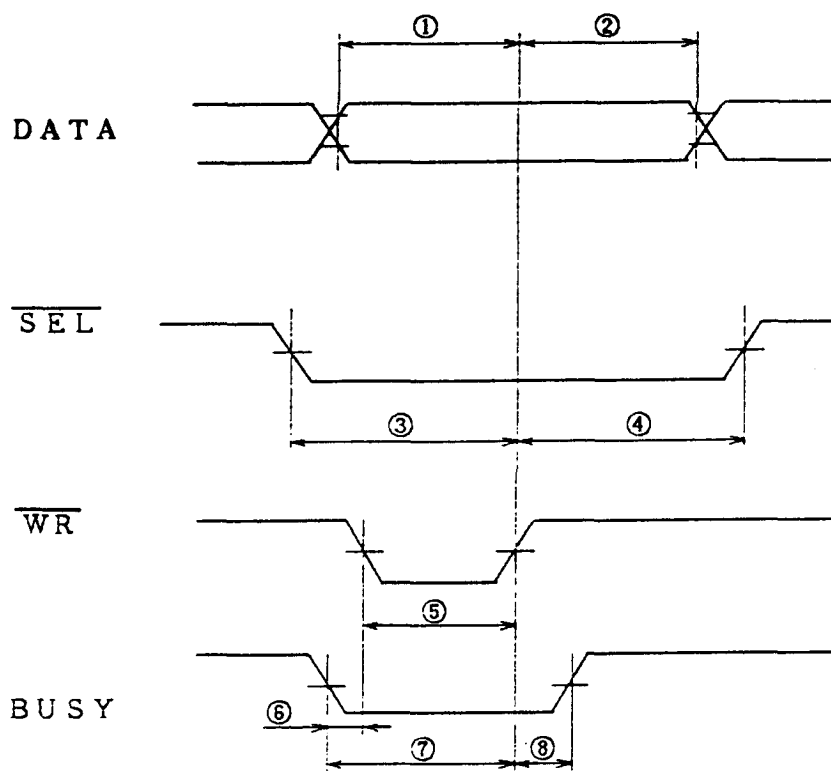 ① ②
DATA
SEL
③ ④
WR
⑤
BUSY
⑥ ⑦ ⑧